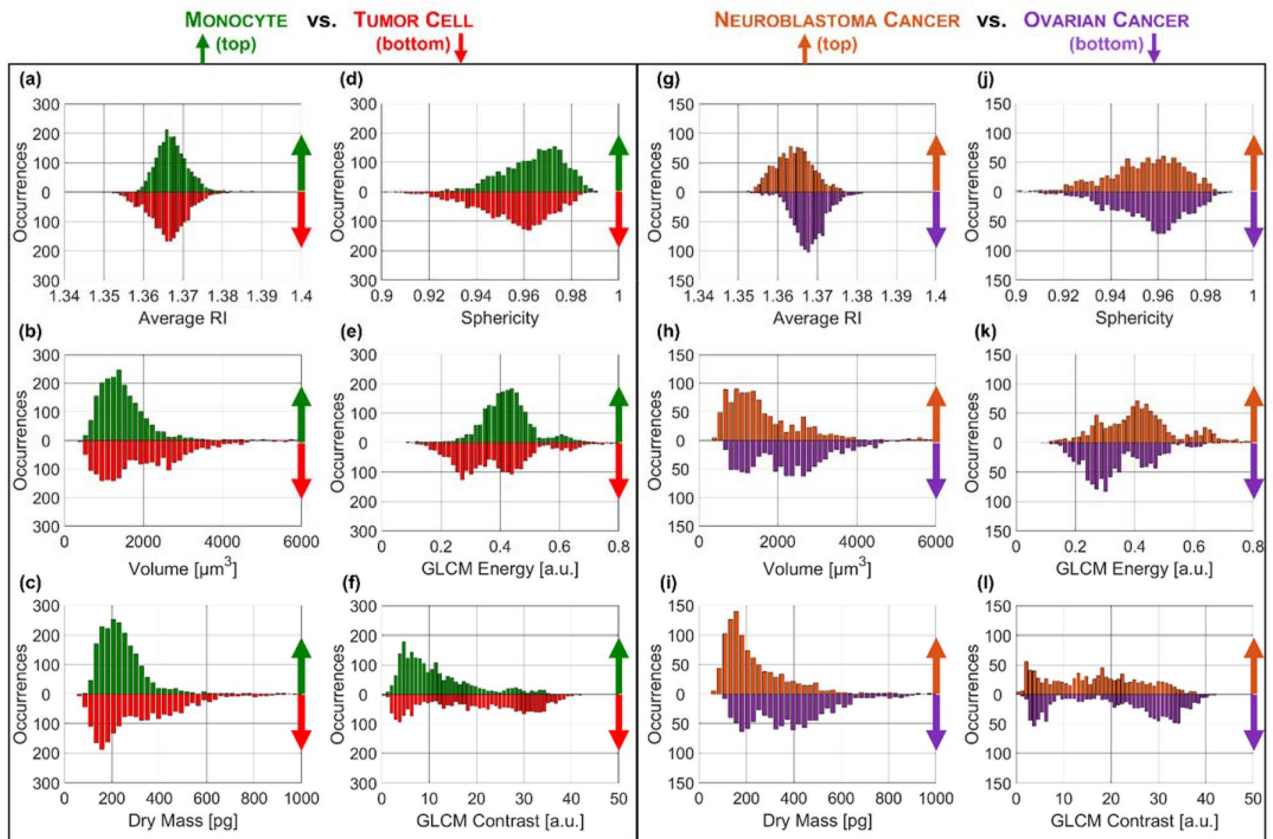 MONOCYTE vs. TUMOR CELL
(top) (bottom)
NEUROBLASTOMA CANCER vs. OVARIAN CANCER
(top) (bottom)
(a)
300
200
100
0
100
200
300
Occurrences
1.34 1.35 1.36 1.37 1.38 1.39 1.4
Average RI
(d)
300
200
100
0
100
200
300
Occurrences
0.9 0.92 0.94 0.96 0.98 1
Sphericity
(g)
150
100
50
0
50
100
150
Occurrences
1.34 1.35 1.36 1.37 1.38 1.39 1.4
Average RI
(j)
150
100
50
0
50
100
150
Occurrences
0.9 0.92 0.94 0.96 0.98 1
Sphericity
(b)
300
200
100
0
100
200
300
Occurrences
0 2000 4000 6000
Volume [µm³]
(e)
300
200
100
0
100
200
300
Occurrences
0 0.2 0.4 0.6 0.8
GLCM Energy [a.u.]
(h)
150
100
50
0
50
100
150
Occurrences
0 2000 4000 6000
Volume [µm³]
(k)
150
100
50
0
50
100
150
Occurrences
0 0.2 0.4 0.6 0.8
GLCM Energy [a.u.]
(c)
300
200
100
0
100
200
300
Occurrences
0 200 400 600 800 1000
Dry Mass [pg]
(f)
300
200
100
0
100
200
300
Occurrences
0 10 20 30 40 50
GLCM Contrast [a.u.]
(i)
150
100
50
0
50
100
150
Occurrences
0 200 400 600 800 1000
Dry Mass [pg]
(l)
150
100
50
0
50
100
150
Occurrences
0 10 20 30 40 50
GLCM Contrast [a.u.]